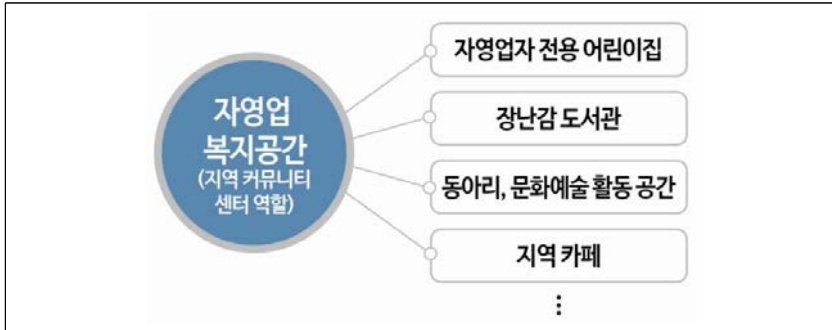 자영업
복지공간
(지역 커뮤니티
센터 역할)
자영업자 전용 어린이집
장난감 도서관
동아리, 문화예술 활동 공간
지역 카페
⋮